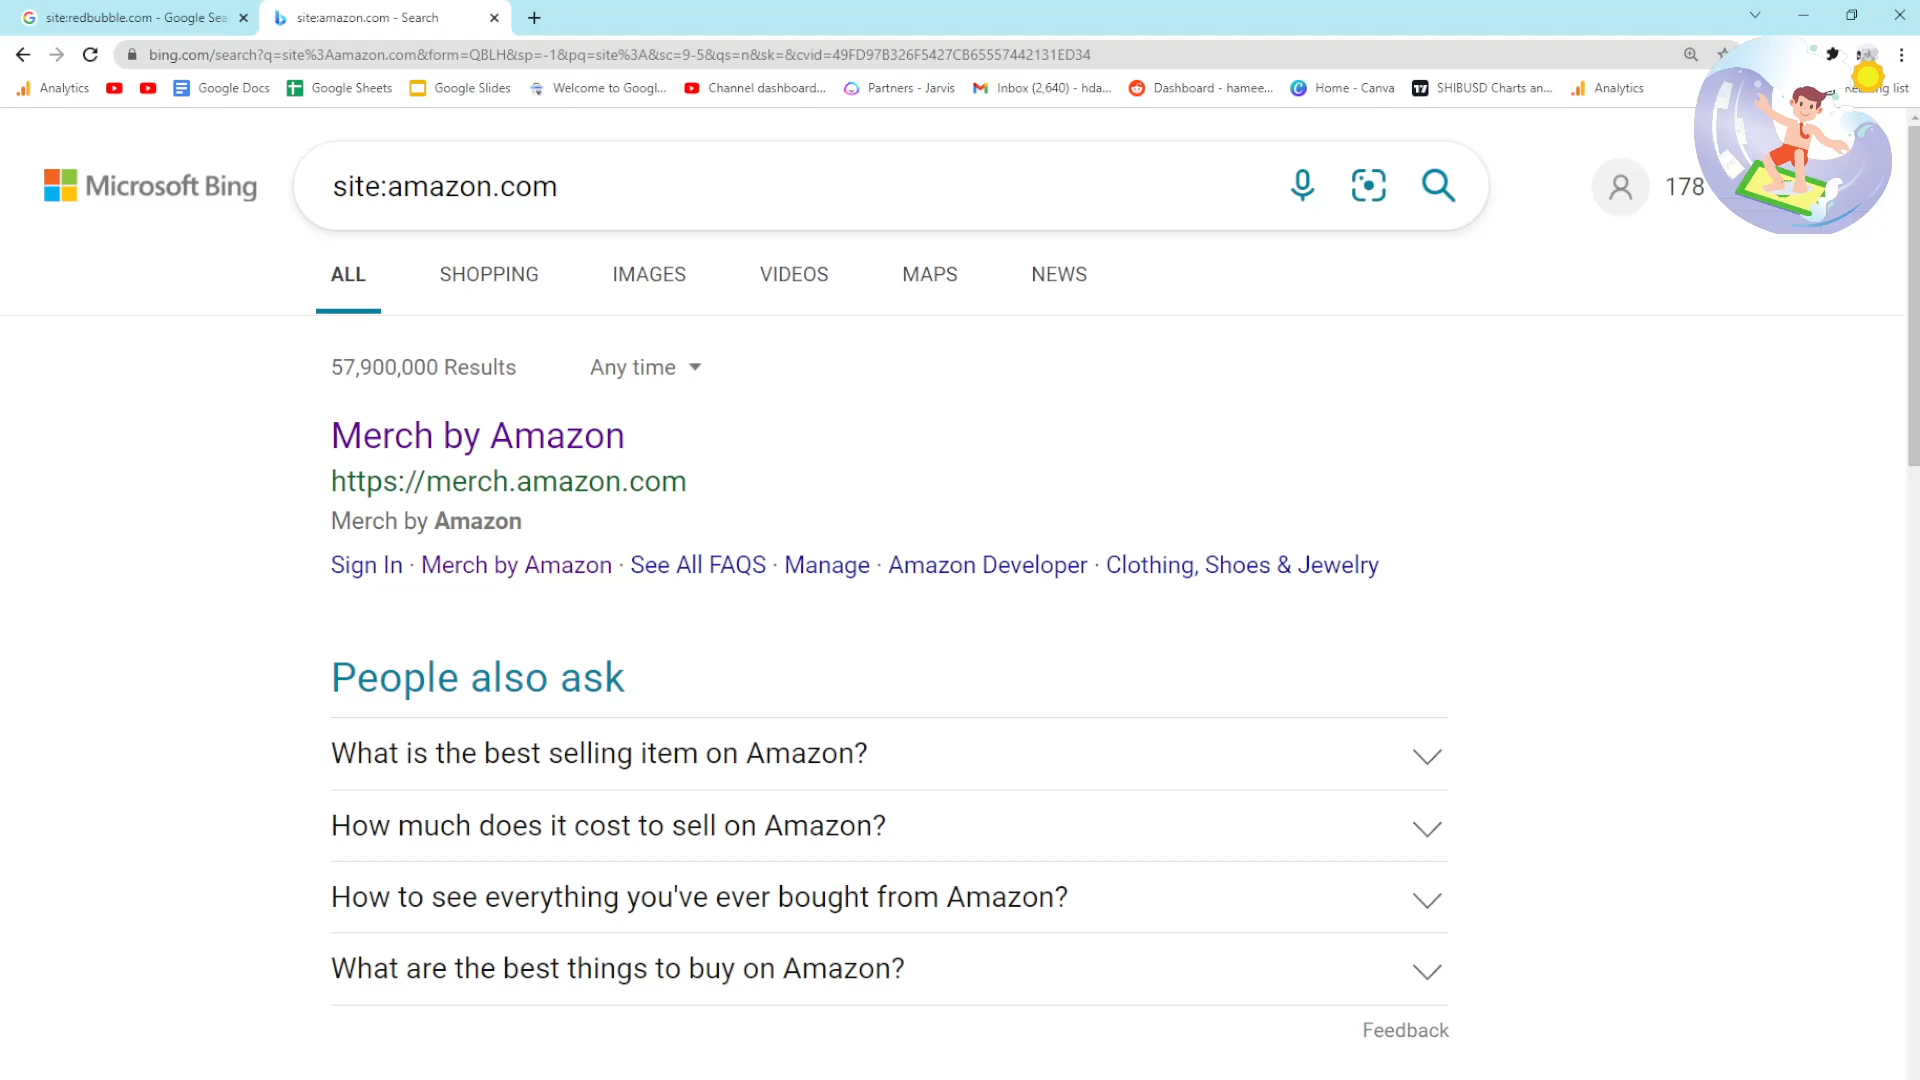 site:redbubble.com - Google Sea
site:amazon.com - Search
bing.com/search?q=site%3Aamazon.com&form=QBLH&sp=-1&pq=site%3A&sc=9-5&qs=n&sk=&cvid=49FD97B326F5427CB65557442131ED34
Analytics
Google Docs
Google Sheets
Google Slides
Welcome to Googl...
Channel dashboard...
Partners - Jarvis
Inbox (2,640) - hda...
Dashboard - hamee...
Home - Canva
SHIBUSD Charts an...
Analytics
list
Microsoft Bing
site:amazon.com
178
ALL
SHOPPING
IMAGES
VIDEOS
MAPS
NEWS
57,900,000 Results
Any time
Merch by Amazon
https://merch.amazon.com
Merch by Amazon
Sign In · Merch by Amazon · See All FAQS · Manage · Amazon Developer · Clothing, Shoes & Jewelry
People also ask
What is the best selling item on Amazon?
How much does it cost to sell on Amazon?
How to see everything you've ever bought from Amazon?
What are the best things to buy on Amazon?
Feedback